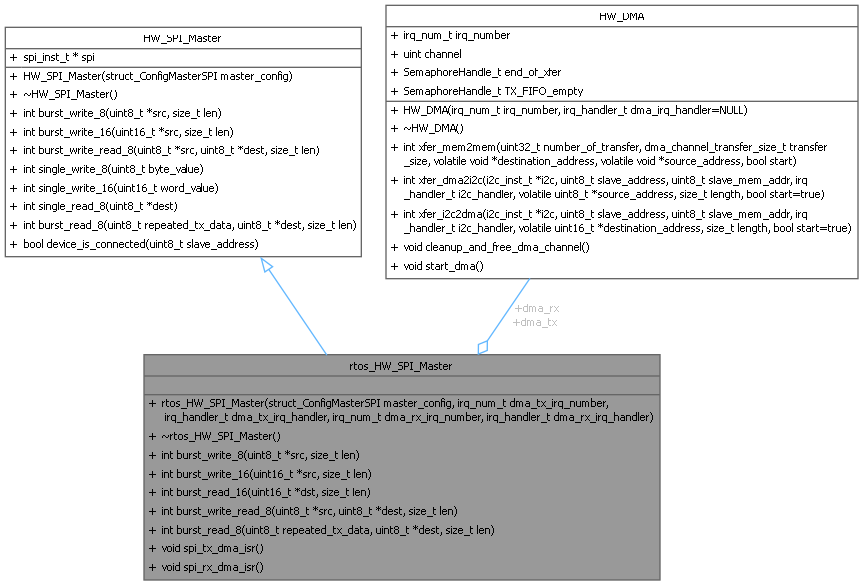 HW_SPI_Master
+ spi_inst_t * spi
+ HW_SPI_Master(struct_ConfigMasterSPI master_config)
+ ~HW_SPI_Master()
+ int burst_write_8(uint8_t *src, size_t len)
+ int burst_write_16(uint16_t *src, size_t len)
+ int burst_write_read_8(uint8_t *src, uint8_t *dest, size_t len)
+ int single_write_8(uint8_t byte_value)
+ int single_write_16(uint16_t word_value)
+ int single_read_8(uint8_t *dest)
+ int burst_read_8(uint8_t repeated_tx_data, uint8_t *dest, size_t len)
+ bool device_is_connected(uint8_t slave_address)
HW_DMA
+ irq_num_t irq_number
+ uint channel
+ SemaphoreHandle_t end_of_xfer
+ SemaphoreHandle_t TX_FIFO_empty
+ HW_DMA(irq_num_t irq_number, irq_handler_t dma_irq_handler=NULL)
+ ~HW_DMA()
+ int xfer_mem2mem(uint32_t number_of_transfer, dma_channel_transfer_size_t transfer
_size, volatile void *destination_address, volatile void *source_address, bool start)
+ int xfer_dma2i2c(i2c_inst_t *i2c, uint8_t slave_address, uint8_t slave_mem_addr, irq
_handler_t i2c_handler, volatile uint8_t *source_address, size_t length, bool start=true)
+ int xfer_i2c2dma(i2c_inst_t *i2c, uint8_t slave_address, uint8_t slave_mem_addr, irq
_handler_t i2c_handler, volatile uint16_t *destination_address, size_t length, bool start=true)
+ void cleanup_and_free_dma_channel()
+ void start_dma()
+dma_rx
+dma_tx
rtos_HW_SPI_Master
+ rtos_HW_SPI_Master(struct_ConfigMasterSPI master_config, irq_num_t dma_tx_irq_number,
irq_handler_t dma_tx_irq_handler, irq_num_t dma_rx_irq_number, irq_handler_t dma_rx_irq_handler)
+ ~rtos_HW_SPI_Master()
+ int burst_write_8(uint8_t *src, size_t len)
+ int burst_write_16(uint16_t *src, size_t len)
+ int burst_read_16(uint16_t *dst, size_t len)
+ int burst_write_read_8(uint8_t *src, uint8_t *dest, size_t len)
+ int burst_read_8(uint8_t repeated_tx_data, uint8_t *dest, size_t len)
+ void spi_tx_dma_isr()
+ void spi_rx_dma_isr()